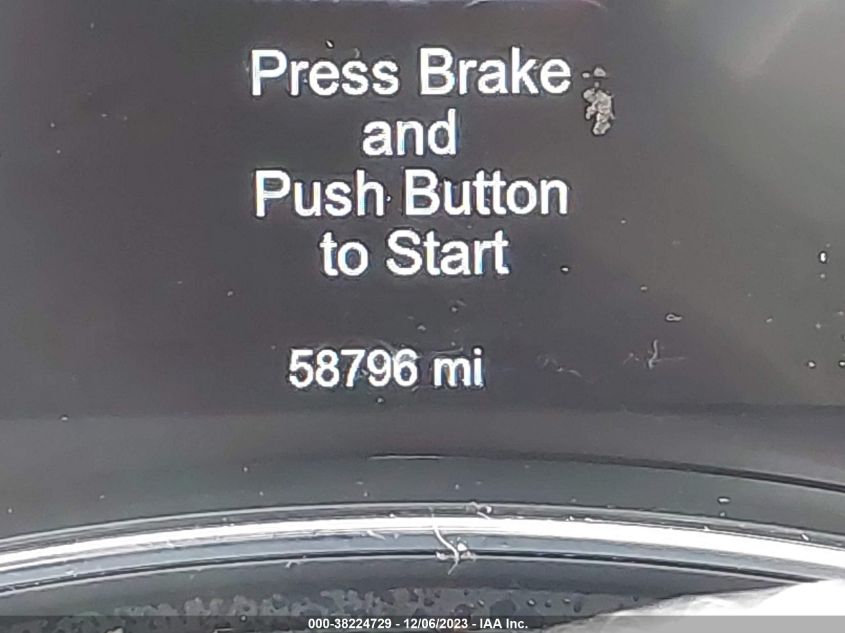 Press Brake
and
Push Button
to Start
58796 mi
000-38224729 - 12/06/2023 - IAA Inc.